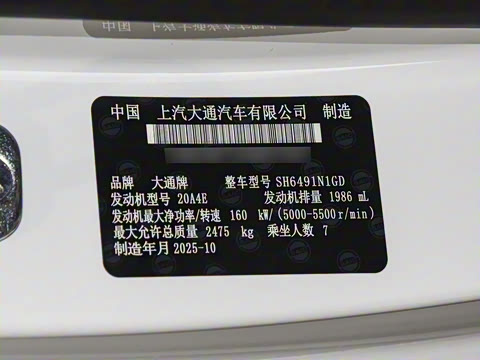 中国 上汽大通汽车有限公司 制造
品牌 大通牌 整车型号 SH6491N1GD
发动机型号 20A4E 发动机排量 1986 mL
发动机最大净功率/转速 160 kW/(5000-5500r/min)
最大允许总质量 2475 kg 乘坐人数 7
制造年月 2025-10